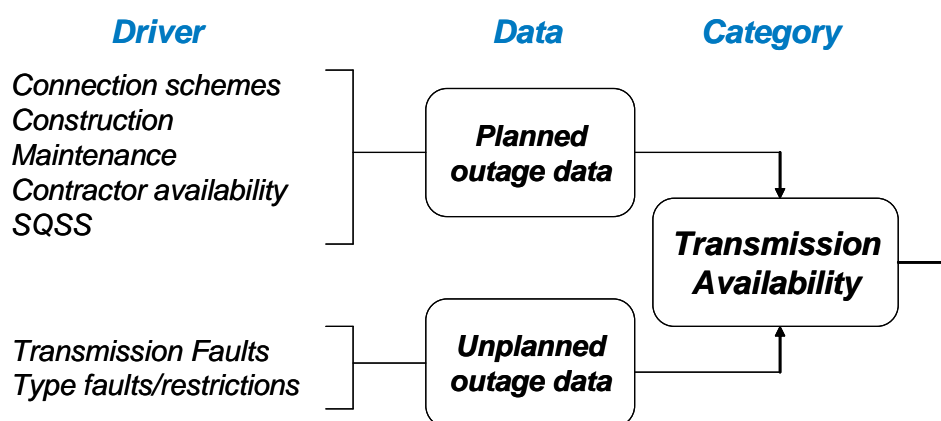 Driver
Data
Category
Connection schemes
Construction
Maintenance
Contractor availability
SQSS
Planned
outage data
Transmission
Availability
Transmission Faults
Type faults/restrictions
Unplanned
outage data